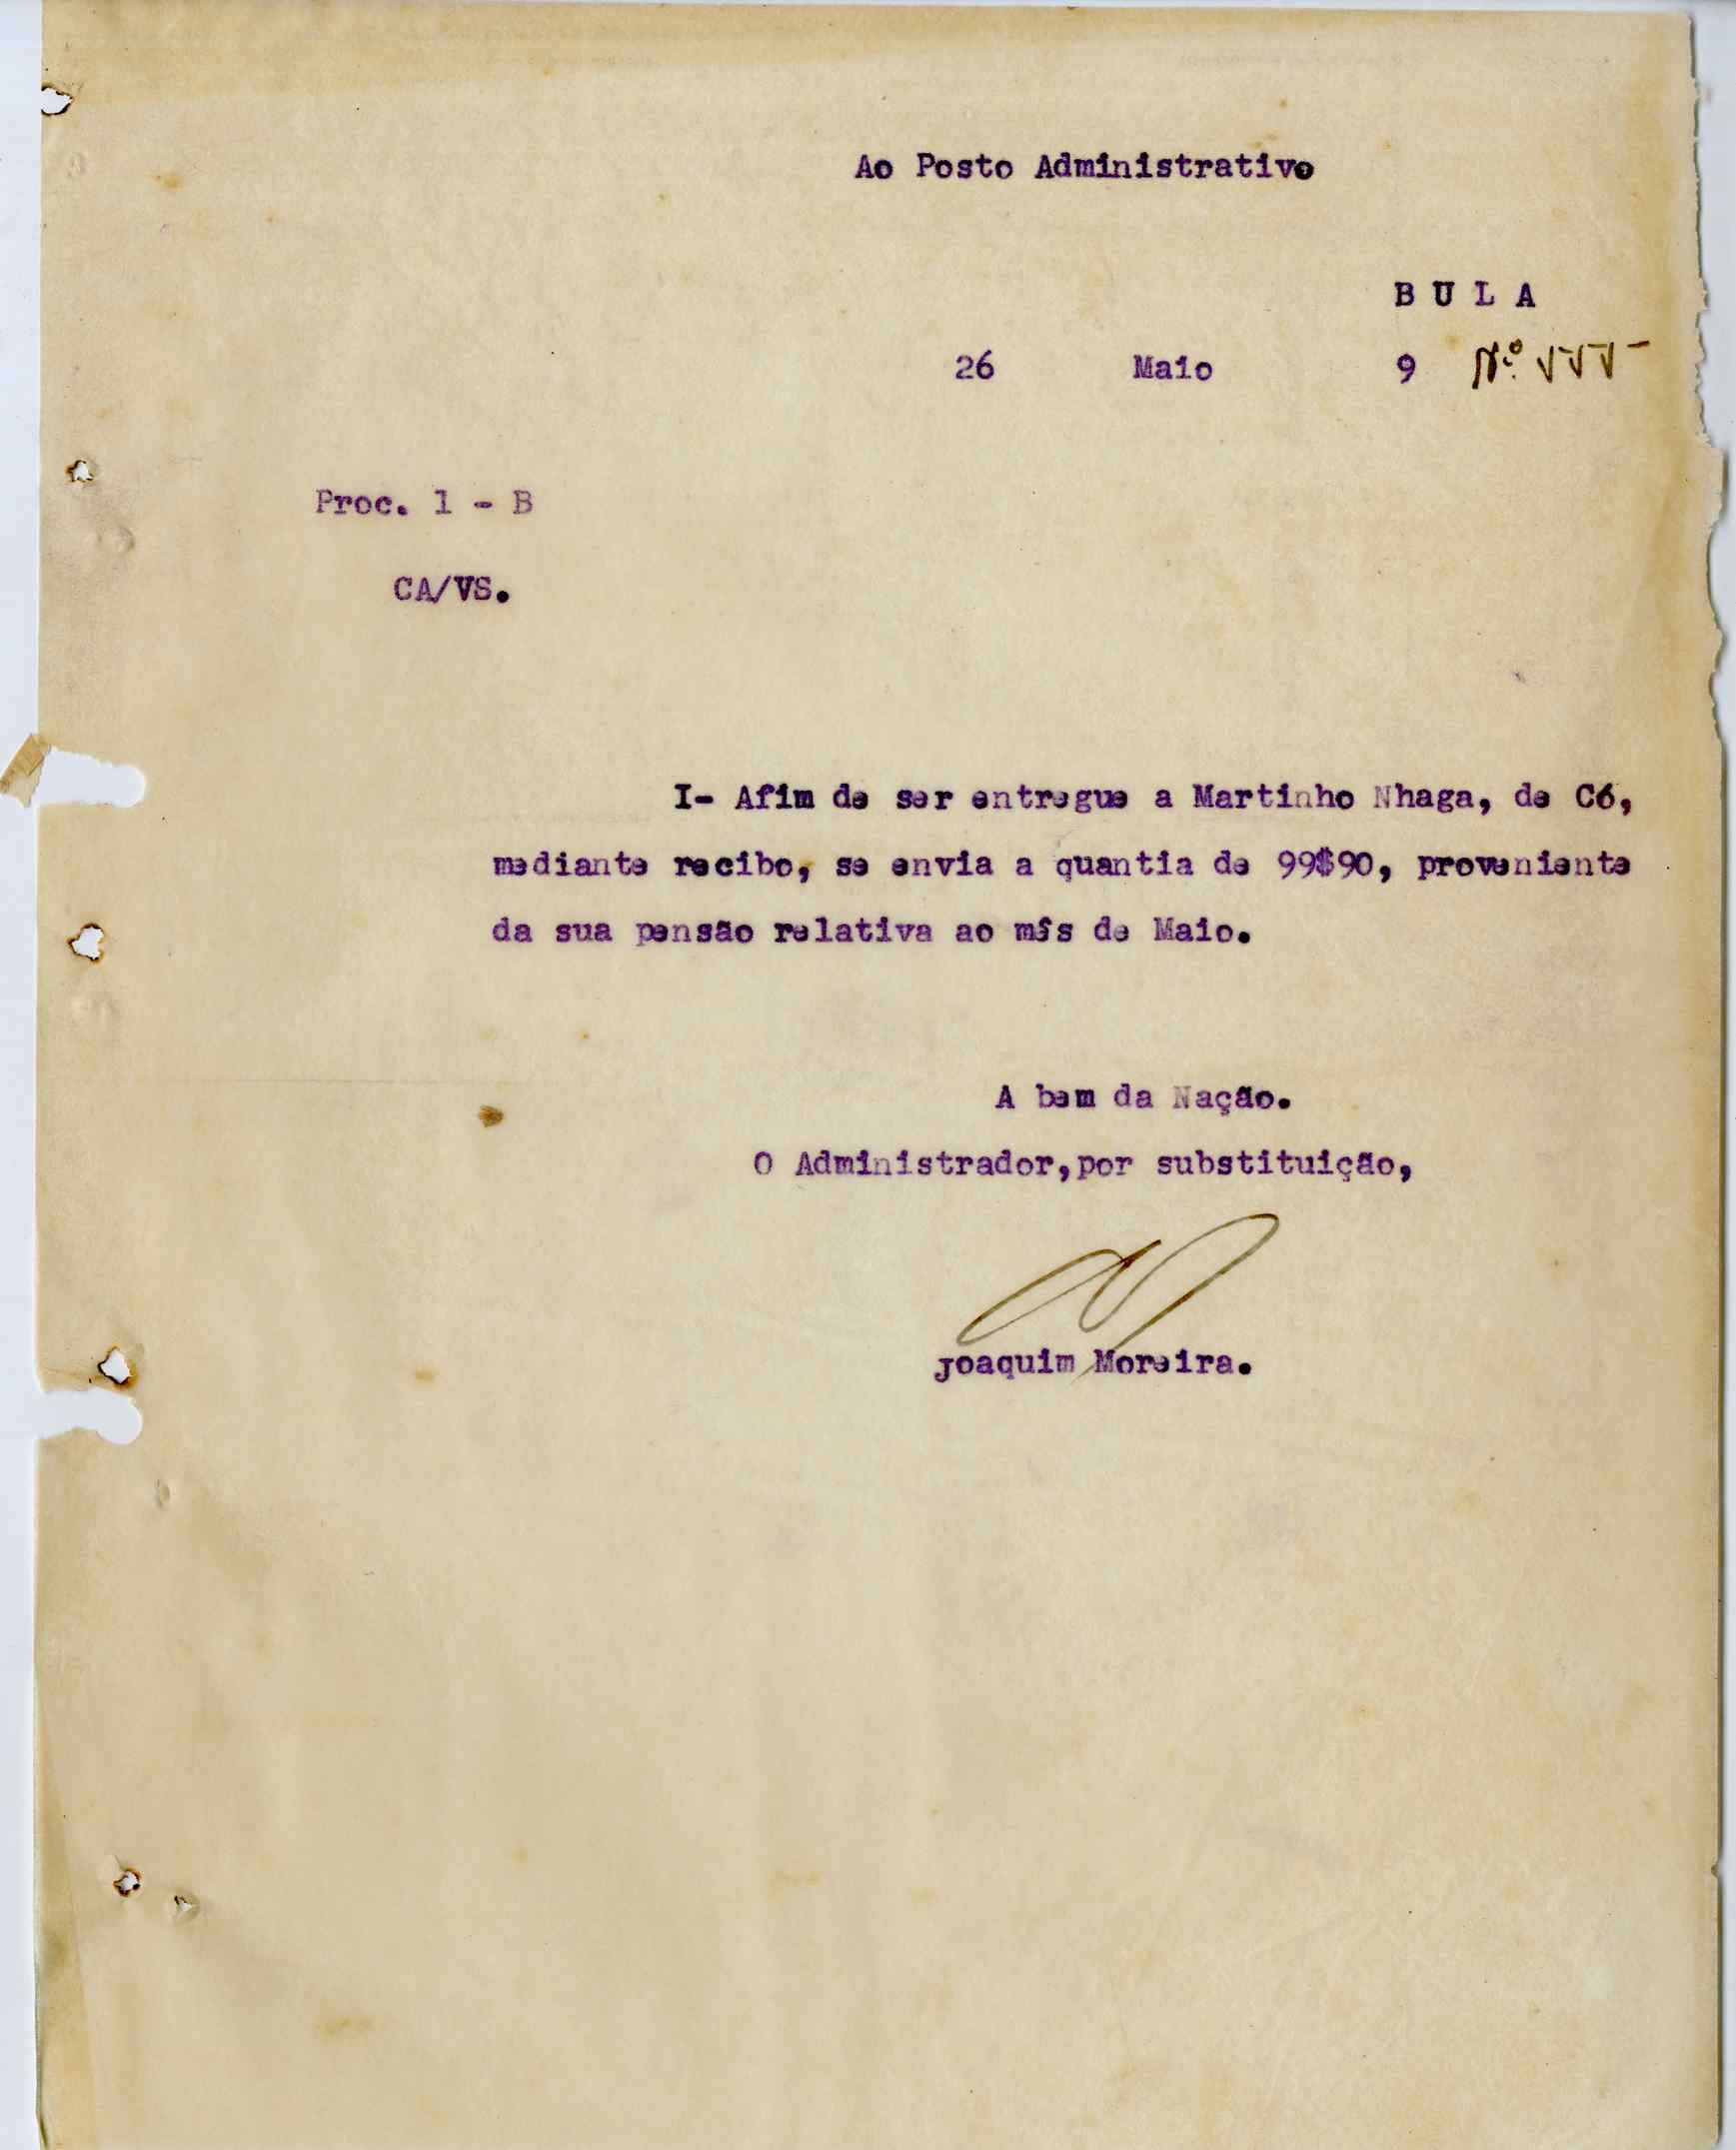 Ao Posto Administrativo
B U L A
26 Maio 9 Nº 555
Proc. 1 - B
CA/VS.
I- Afim de ser entregue a Martinho Nhaga, de Có,
mediante recibo, se envia a quantia de 99$90, proveniente
da sua pensão relativa ao mês de Maio.
A bem da Nação.
O Administrador,por substituição,
Joaquim Moreira.